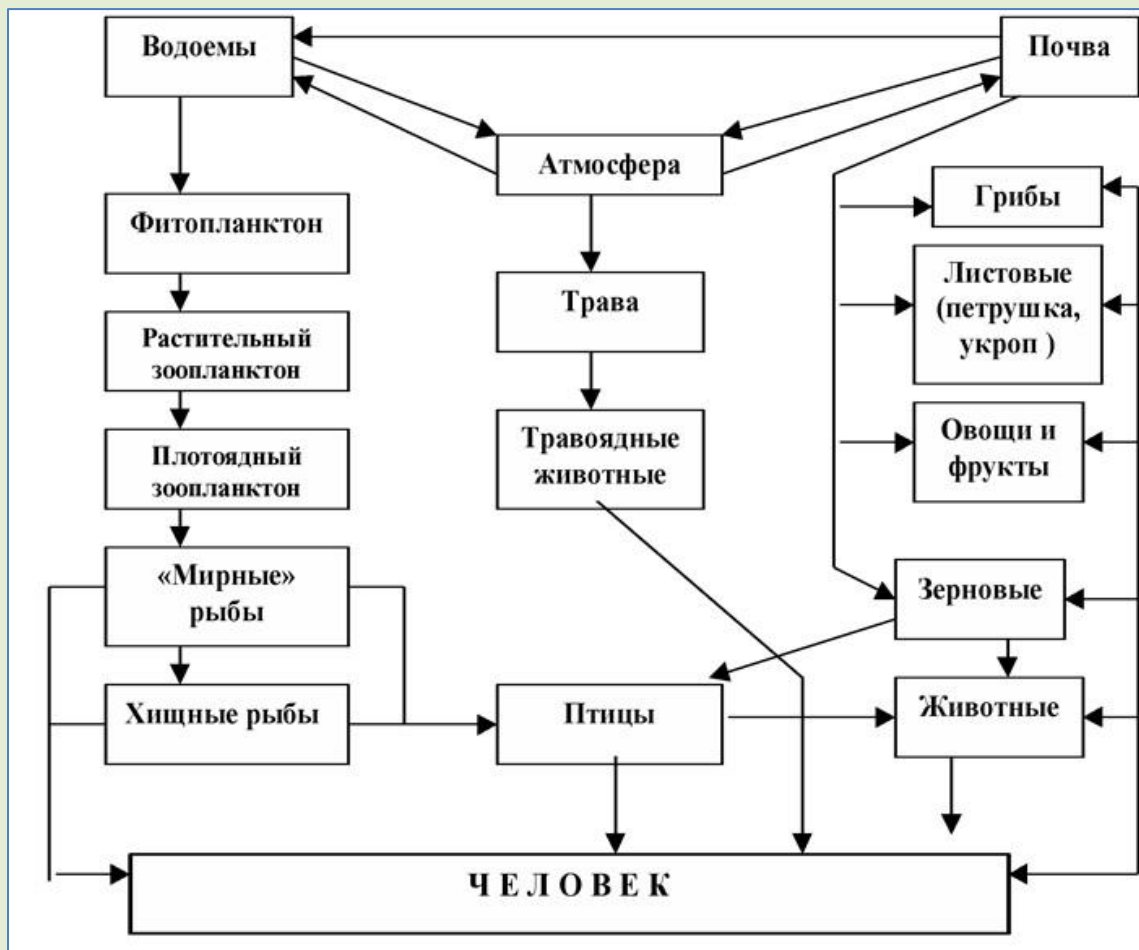 Водоемы
Почва
Атмосфера
Фитопланктон
Грибы
Трава
Листовые
(петрушка,
укроп )
Растительный
зоопланктон
Травоядные
животные
Овощи и
фрукты
Плотоядный
зоопланктон
«Мирные»
рыбы
Зерновые
Хищные рыбы
Птицы
Животные
Ч Е Л О В Е К